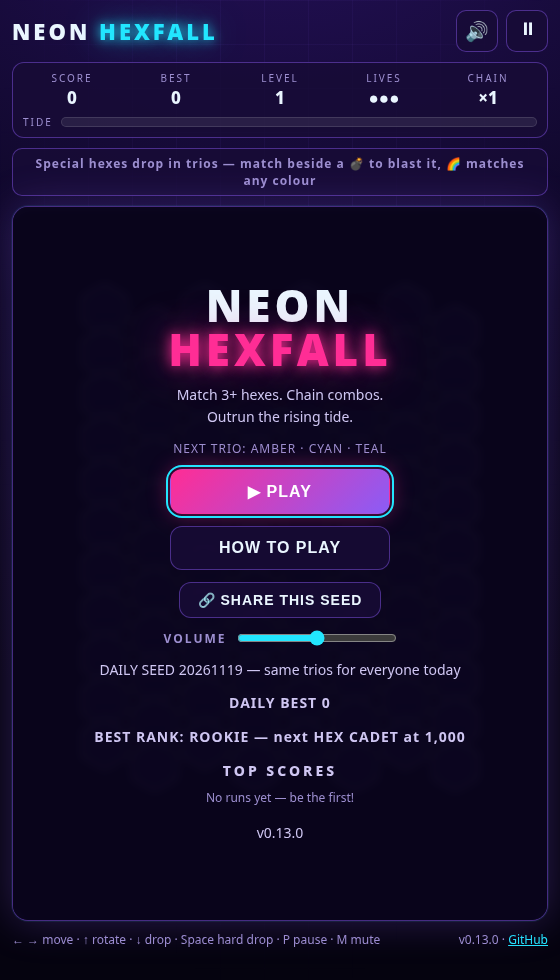 NEON HEXFALL
🔊 ⏸
SCORE BEST LEVEL LIVES CHAIN
0 0 1 ●●● ×1
TIDE
Special hexes drop in trios — match beside a 💣 to blast it, 🌈 matches
any colour
NEON
HEXFALL
Match 3+ hexes. Chain combos.
Outrun the rising tide.
NEXT TRIO: AMBER · CYAN · TEAL
▶ PLAY
HOW TO PLAY
🔗 SHARE THIS SEED
VOLUME
DAILY SEED 20261119 — same trios for everyone today
DAILY BEST 0
BEST RANK: ROOKIE — next HEX CADET at 1,000
TOP SCORES
No runs yet — be the first!
v0.13.0
← → move · ↑ rotate · ↓ drop · Space hard drop · P pause · M mute
v0.13.0 · GitHub